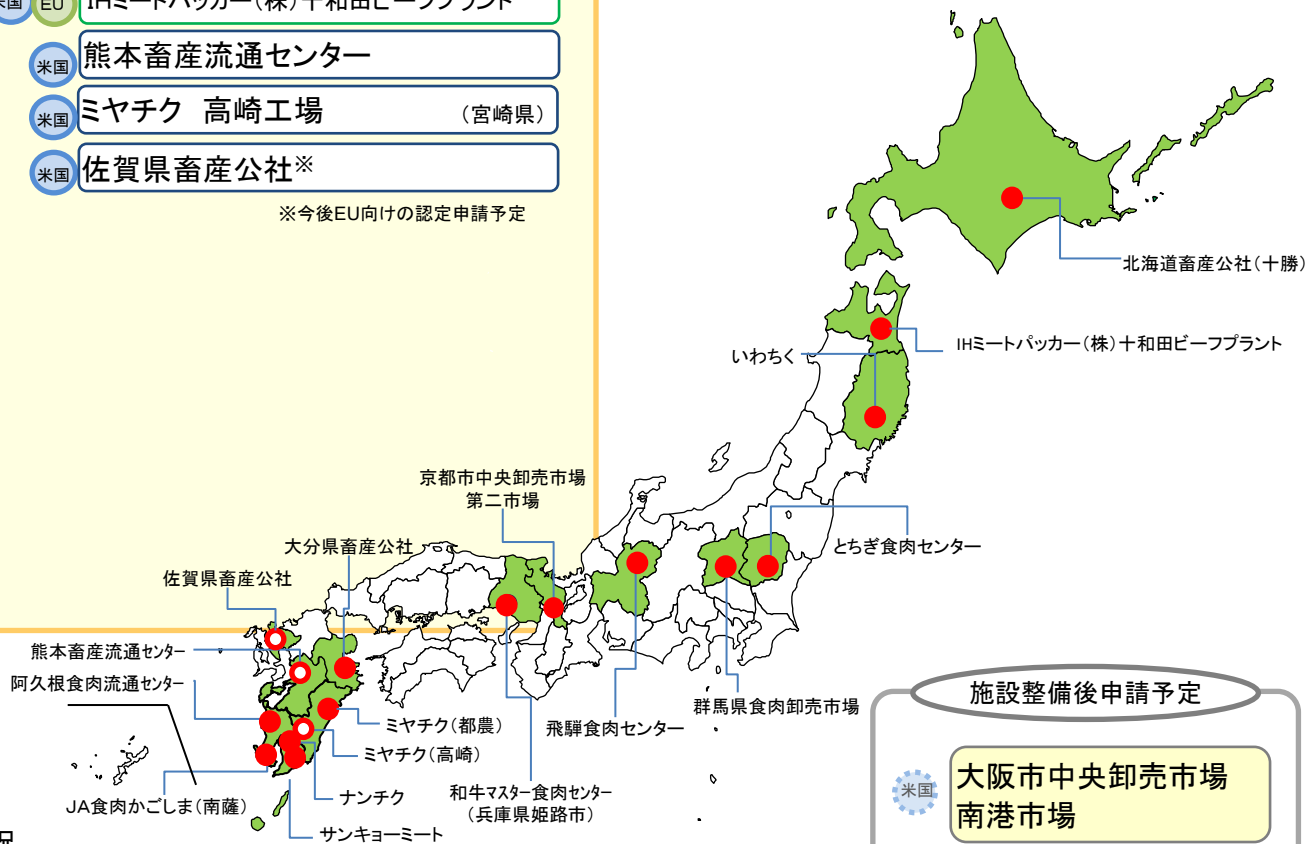 米国 EU IHミートパッカー(株)十和田ビーフプラント
米国 熊本畜産流通センター
米国 ミヤチク 高崎工場 (宮崎県)
米国 佐賀県畜産公社※
※今後EU向けの認定申請予定
北海道畜産公社(十勝)
IHミートパッカー(株)十和田ビーフプラント
いわちく
京都市中央卸売市場
第二市場
とちぎ食肉センター
大分県畜産公社
佐賀県畜産公社
熊本畜産流通センター
阿久根食肉流通センター
群馬県食肉卸売市場
飛騨食肉センター
ミヤチク(都農)
ミヤチク(高崎)
和牛マスター食肉センター
(兵庫県姫路市)
ナンチク
JA食肉かごしま(南薩)
サンキョーミート
施設整備後申請予定
米国 大阪市中央卸売市場
南港市場